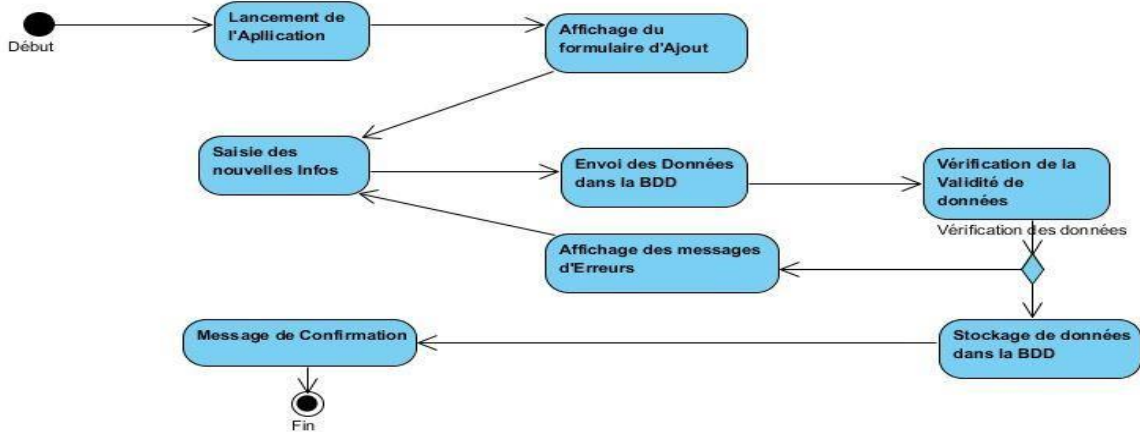 Début
Lancement de
l'Apllication
Affichage du
formulaire d'Ajout
Saisie des
nouvelles Infos
Envoi des Données
dans la BDD
Vérification de la
Validité de
données
Vérification des données
Affichage des messages
d'Erreurs
Stockage de données
dans la BDD
Message de Confirmation
Fin